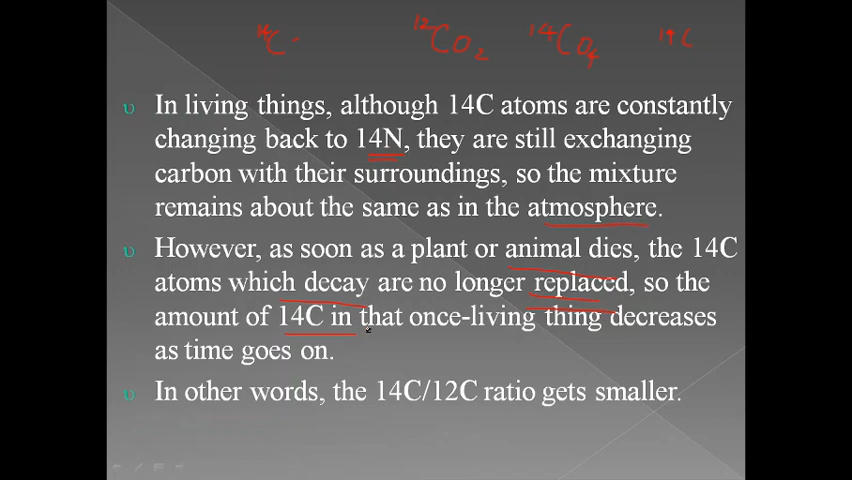 14C - 12CO2 14CO4 14C
υ In living things, although 14C atoms are constantly
changing back to 14N, they are still exchanging
carbon with their surroundings, so the mixture
remains about the same as in the atmosphere.
υ However, as soon as a plant or animal dies, the 14C
atoms which decay are no longer replaced, so the
amount of 14C in that once-living thing decreases
as time goes on.
υ In other words, the 14C/12C ratio gets smaller.